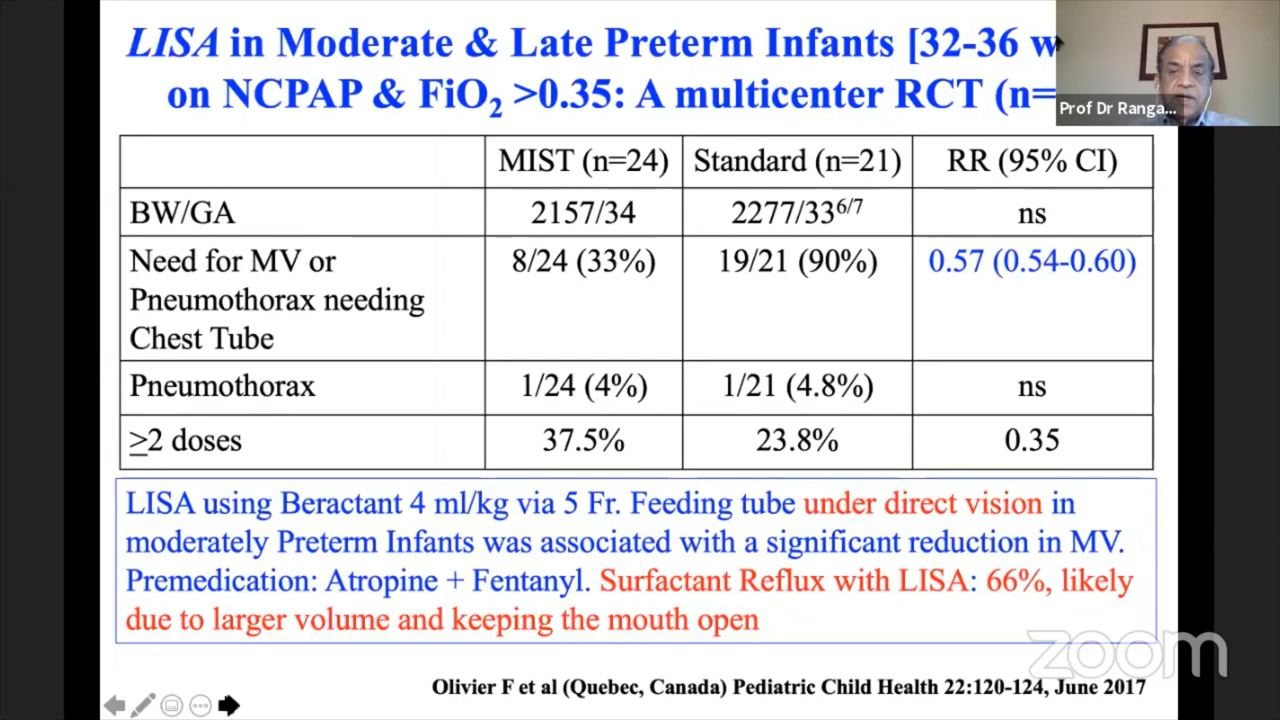 LISA in Moderate & Late Preterm Infants [32-36 w
on NCPAP & FiO₂ >0.35: A multicenter RCT (n=
Prof Dr Ranga...
MIST (n=24) Standard (n=21) RR (95% CI)
BW/GA 2157/34 2277/33⁶/⁷ ns
Need for MV or 8/24 (33%) 19/21 (90%) 0.57 (0.54-0.60)
Pneumothorax needing
Chest Tube
Pneumothorax 1/24 (4%) 1/21 (4.8%) ns
≥2 doses 37.5% 23.8% 0.35
LISA using Beractant 4 ml/kg via 5 Fr. Feeding tube under direct vision in
moderately Preterm Infants was associated with a significant reduction in MV.
Premedication: Atropine + Fentanyl. Surfactant Reflux with LISA: 66%, likely
due to larger volume and keeping the mouth open
zoom
Olivier F et al (Quebec, Canada) Pediatric Child Health 22:120-124, June 2017